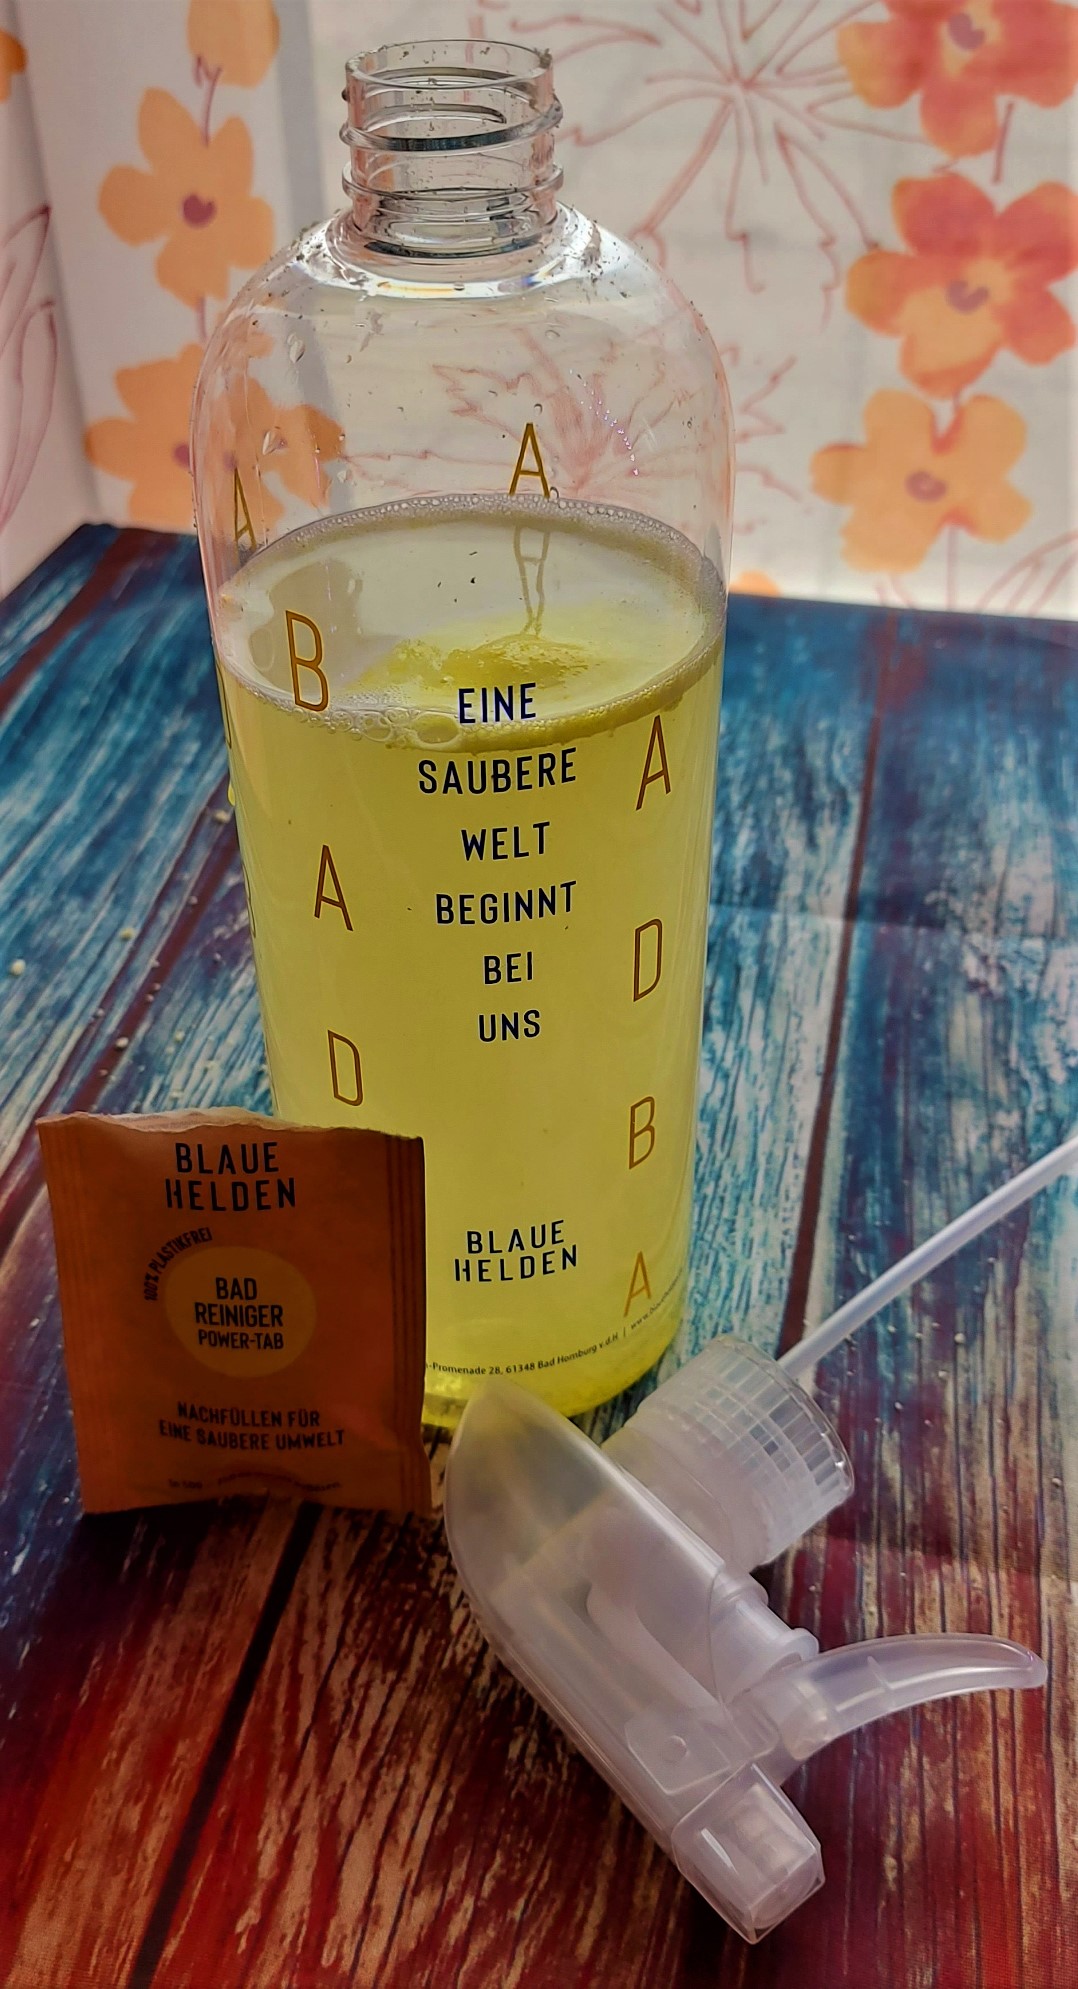 A
A
B
EINE
SAUBERE
WELT
BEGINNT
BEI
UNS
A
D
A
D
B
A
BLAUE
HELDEN
-Promenade 28, 61348 Bad Homburg v.d.H |
BLAUE
HELDEN
100% PLASTIKFREI
BAD
REINIGER
POWER-TAB
NACHFÜLLEN FÜR
EINE SAUBERE UMWELT